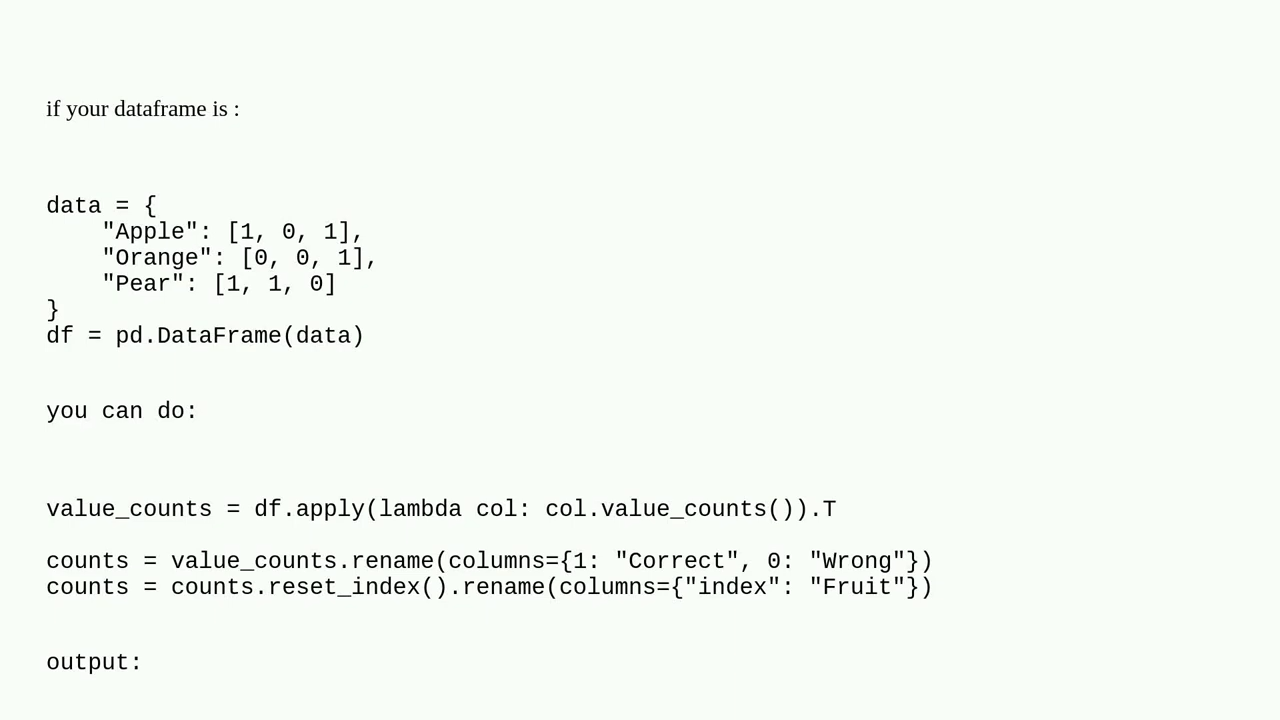 if your dataframe is :
data = {
    "Apple": [1, 0, 1],
    "Orange": [0, 0, 1],
    "Pear": [1, 1, 0]
}
df = pd.DataFrame(data)
you can do:
value_counts = df.apply(lambda col: col.value_counts()).T
counts = value_counts.rename(columns={1: "Correct", 0: "Wrong"})
counts = counts.reset_index().rename(columns={"index": "Fruit"})
output: